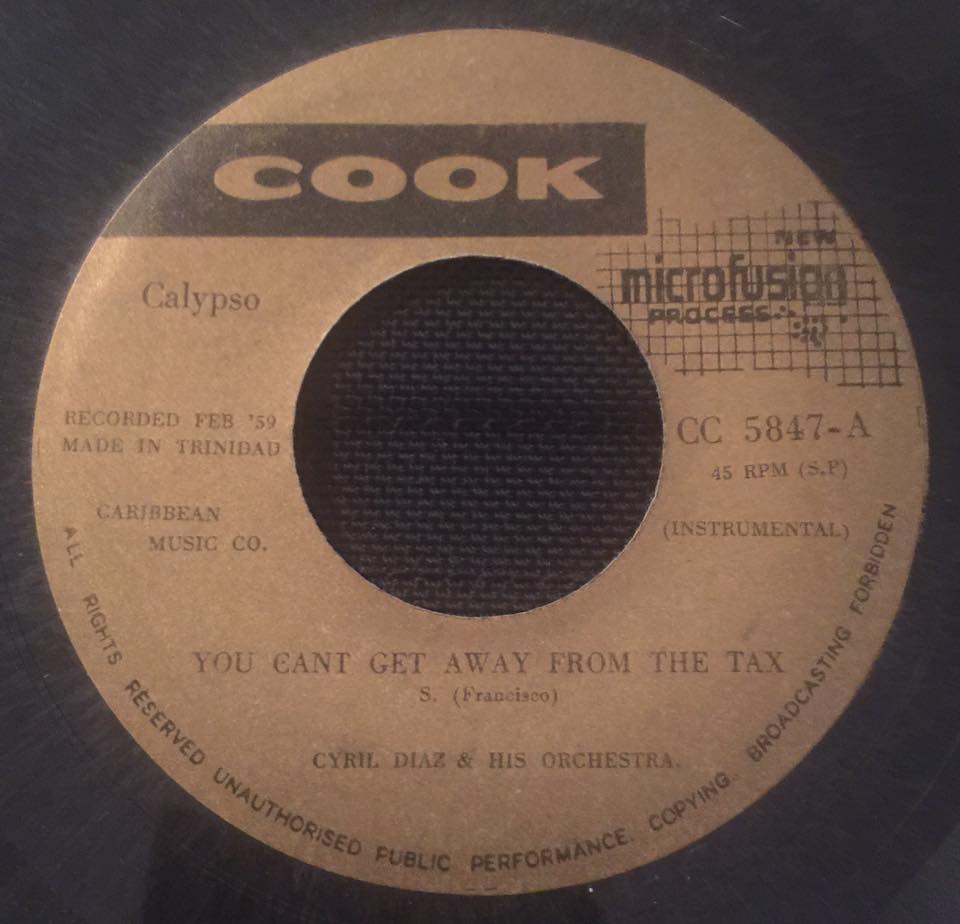 COOK
NEW
microfusion
PROCESS
Calypso
RECORDED FEB '59
MADE IN TRINIDAD
CC 5847-A
45 RPM (S.P)
CARIBBEAN
MUSIC CO.
(INSTRUMENTAL)
YOU CANT GET AWAY FROM THE TAX
S. (Francisco)
CYRIL DIAZ & HIS ORCHESTRA.
ALL RIGHTS RESERVED UNAUTHORISED PUBLIC PERFORMANCE. COPYING. BROADCASTING FORBIDDEN